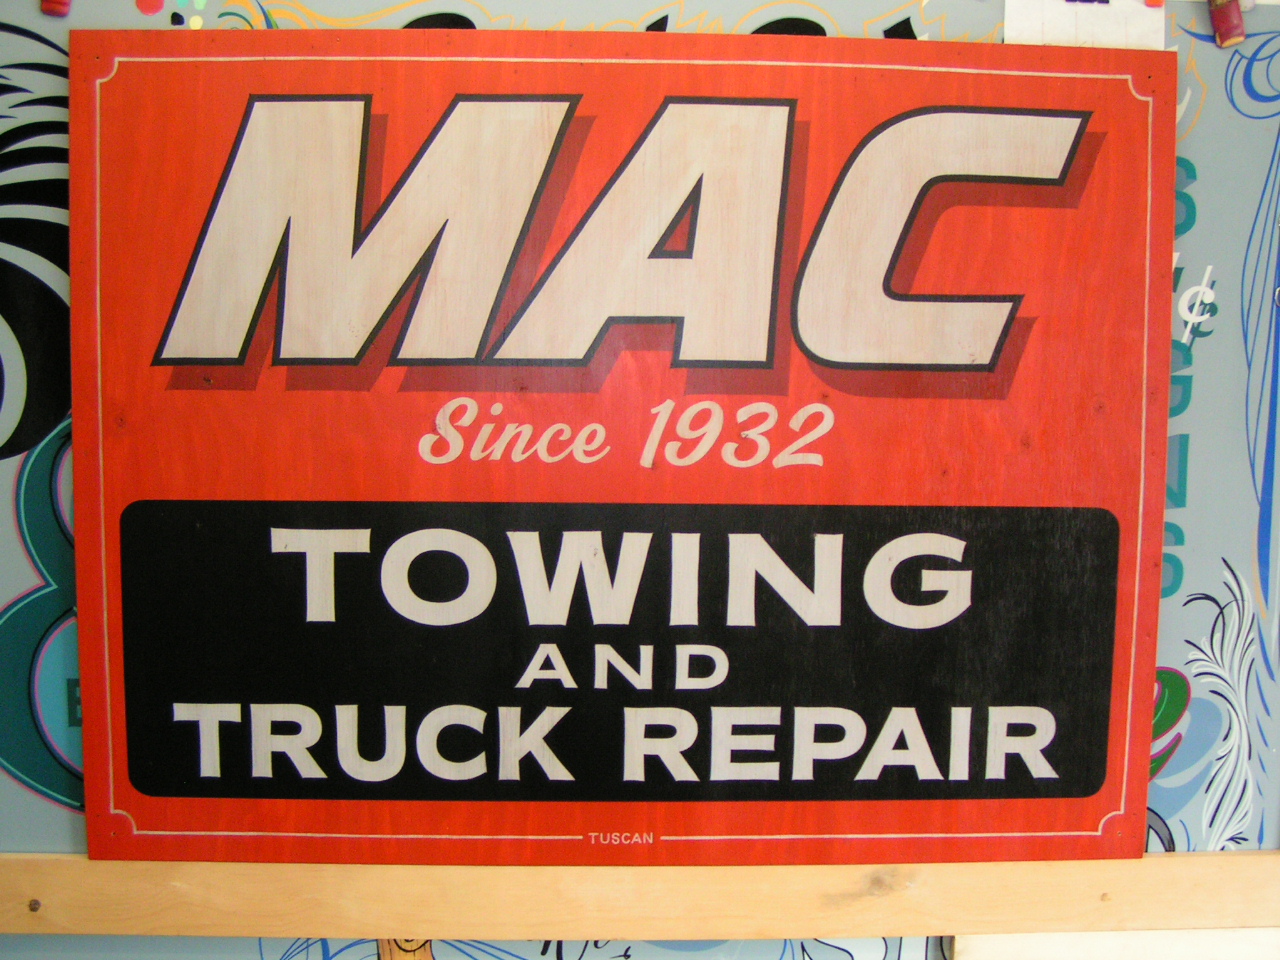 MAC
Since 1932
TOWING
AND
TRUCK REPAIR
TUSCAN